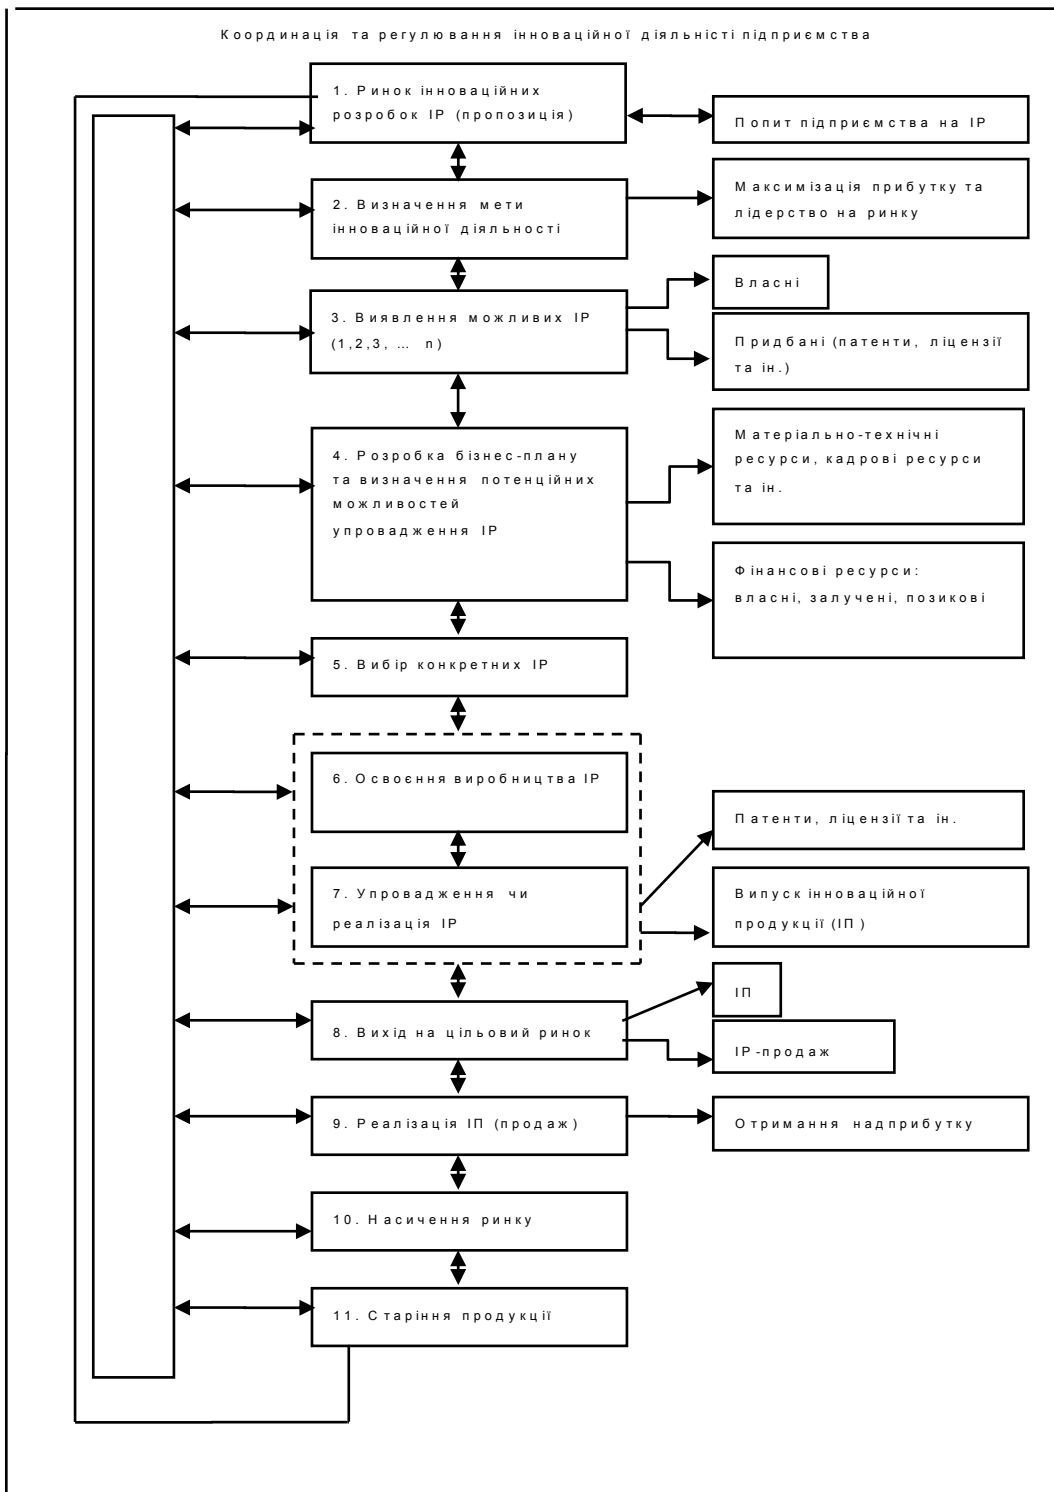 Координація та регулювання інноваційної діяльності підприємства
1. Ринок інноваційних
розробок ІР (пропозиція)
Попит підприємства на ІР
2. Визначення мети
інноваційної діяльності
Максимізація прибутку та
лідерство на ринку
3. Виявлення можливих ІР
(1,2,3, ... n)
Власні
Придбані (патенти, ліцензії
та ін.)
4. Розробка бізнес-плану
та визначення потенційних
можливостей
упровадження ІР
Матеріально-технічні
ресурси, кадрові ресурси
та ін.
Фінансові ресурси:
власні, залучені, позикові
5. Вибір конкретних ІР
6. Освоєння виробництва ІР
7. Упровадження чи
реалізація ІР
Патенти, ліцензії та ін.
Випуск інноваційної
продукції (ІП)
8. Вихід на цільовий ринок
ІП
ІР-продаж
9. Реалізація ІП (продаж)
Отримання надприбутку
10. Насичення ринку
11. Старіння продукції